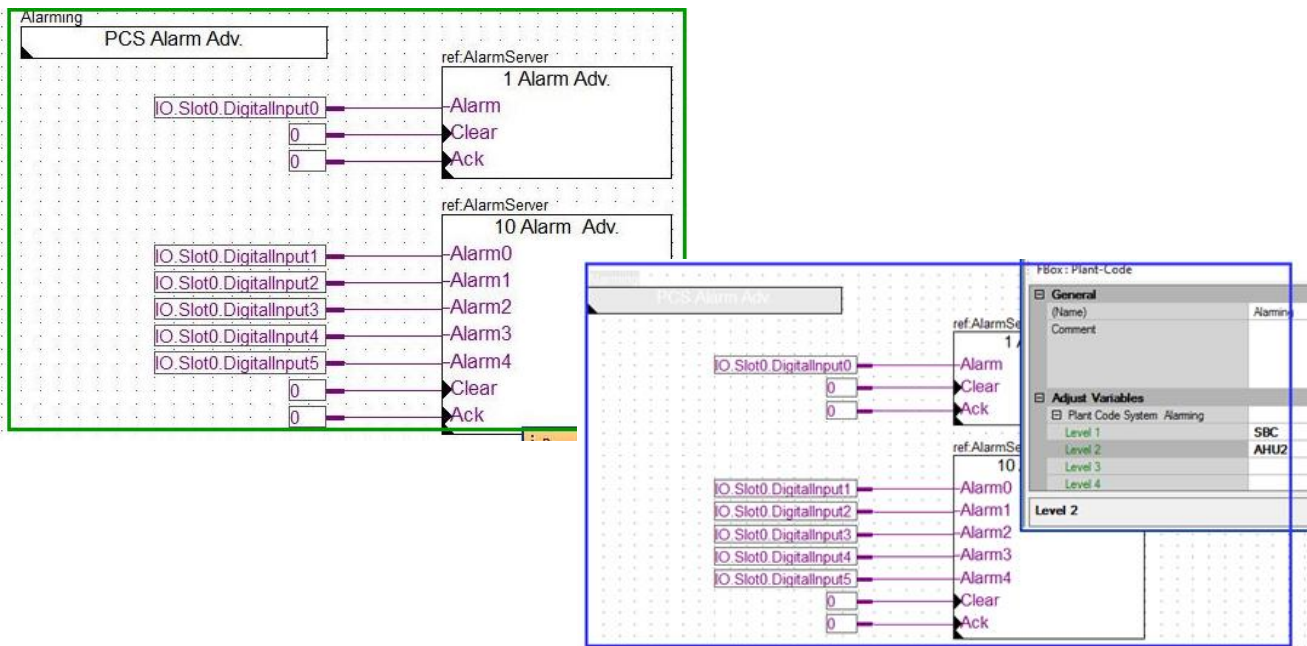 Alarming
PCS Alarm Adv.
ref:AlarmServer
1 Alarm Adv.
IO.Slot0.DigitalInput0
Alarm
0
Clear
0
Ack
ref:AlarmServer
10 Alarm Adv.
IO.Slot0.DigitalInput1
Alarm0
IO.Slot0.DigitalInput2
Alarm1
IO.Slot0.DigitalInput3
Alarm2
IO.Slot0.DigitalInput4
Alarm3
IO.Slot0.DigitalInput5
Alarm4
0
Clear
0
Ack
Alarming
PCS Alarm Adv.
ref:AlarmSe
1
IO.Slot0.DigitalInput0
Alarm
0
Clear
0
Ack
ref:AlarmSe
10
IO.Slot0.DigitalInput1
Alarm0
IO.Slot0.DigitalInput2
Alarm1
IO.Slot0.DigitalInput3
Alarm2
IO.Slot0.DigitalInput4
Alarm3
IO.Slot0.DigitalInput5
Alarm4
0
Clear
0
Ack
FBox : Plant-Code
General
(Name) Alarming
Comment
Adjust Variables
Plant Code System Alarming
Level 1 SBC
Level 2 AHU2
Level 3
Level 4
Level 2